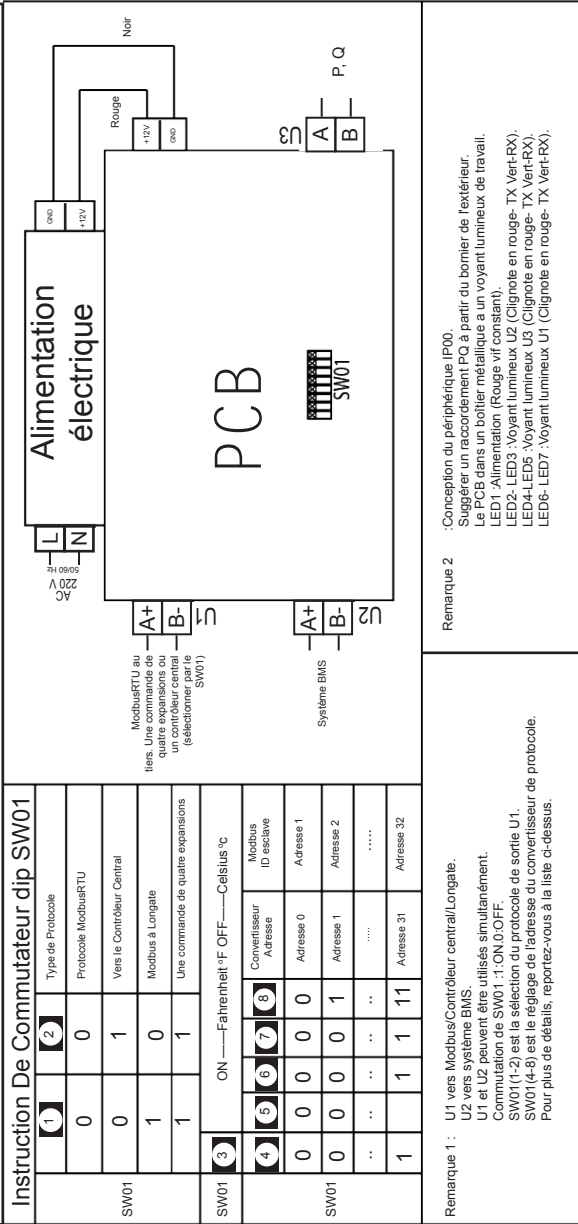 Instruction De Commutateur dip SW01
SW01
1 2 Type de Protocole
0 0 Protocole ModbusRTU
0 1 Vers le Contrôleur Central
1 0 Modbus à Longate
1 1 Une commande de quatre expansions
SW01
3 ON ——Fahrenheit °F OFF——Celsius °c
SW01
4 5 6 7 8 Convertisseur Adresse Modbus ID esclave
0 0 0 0 0 Adresse 0 Adresse 1
0 0 0 0 1 Adresse 1 Adresse 2
.. .. .. .. .. ..... .....
1 1 1 11 Adresse 31 Adresse 32
AC
220 V
50/60 Hz
L
N
Alimentation
électrique
GND
+12V
Rouge
Noir
+12V
GND
ModbusRTU au
tiers. Une commande de
quatre expansions ou
un contrôleur central
(sélectionner par le
SW01)
A+
B-
U1
Système BMS
A+
B-
U2
PCB
SW01
U3
A
B
P, Q
Remarque 1 : U1 vers Modbus/Contrôleur central/Longate.
U2 vers système BMS.
U1 et U2 peuvent être utilisés simultanément.
Commutation de SW01 :1:ON.0:OFF.
SW01(1-2) est la sélection du protocole de sortie U1.
SW01(4-8) est le réglage de l'adresse du convertisseur de protocole.
Pour plus de détails, reportez-vous à la liste ci-dessus.
Remarque 2 :Conception du périphérique IP00.
Suggérer un raccordement PQ à partir du bornier de l'extérieur.
Le PCB dans un boîtier métallique a un voyant lumineux de travail.
LED1 :Alimentation (Rouge vif constant).
LED2- LED3 :Voyant lumineux U2 (Clignote en rouge- TX Vert-RX).
LED4-LED5 :Voyant lumineux U3 (Clignote en rouge- TX Vert-RX).
LED6- LED7 :Voyant lumineux U1 (Clignote en rouge- TX Vert-RX).